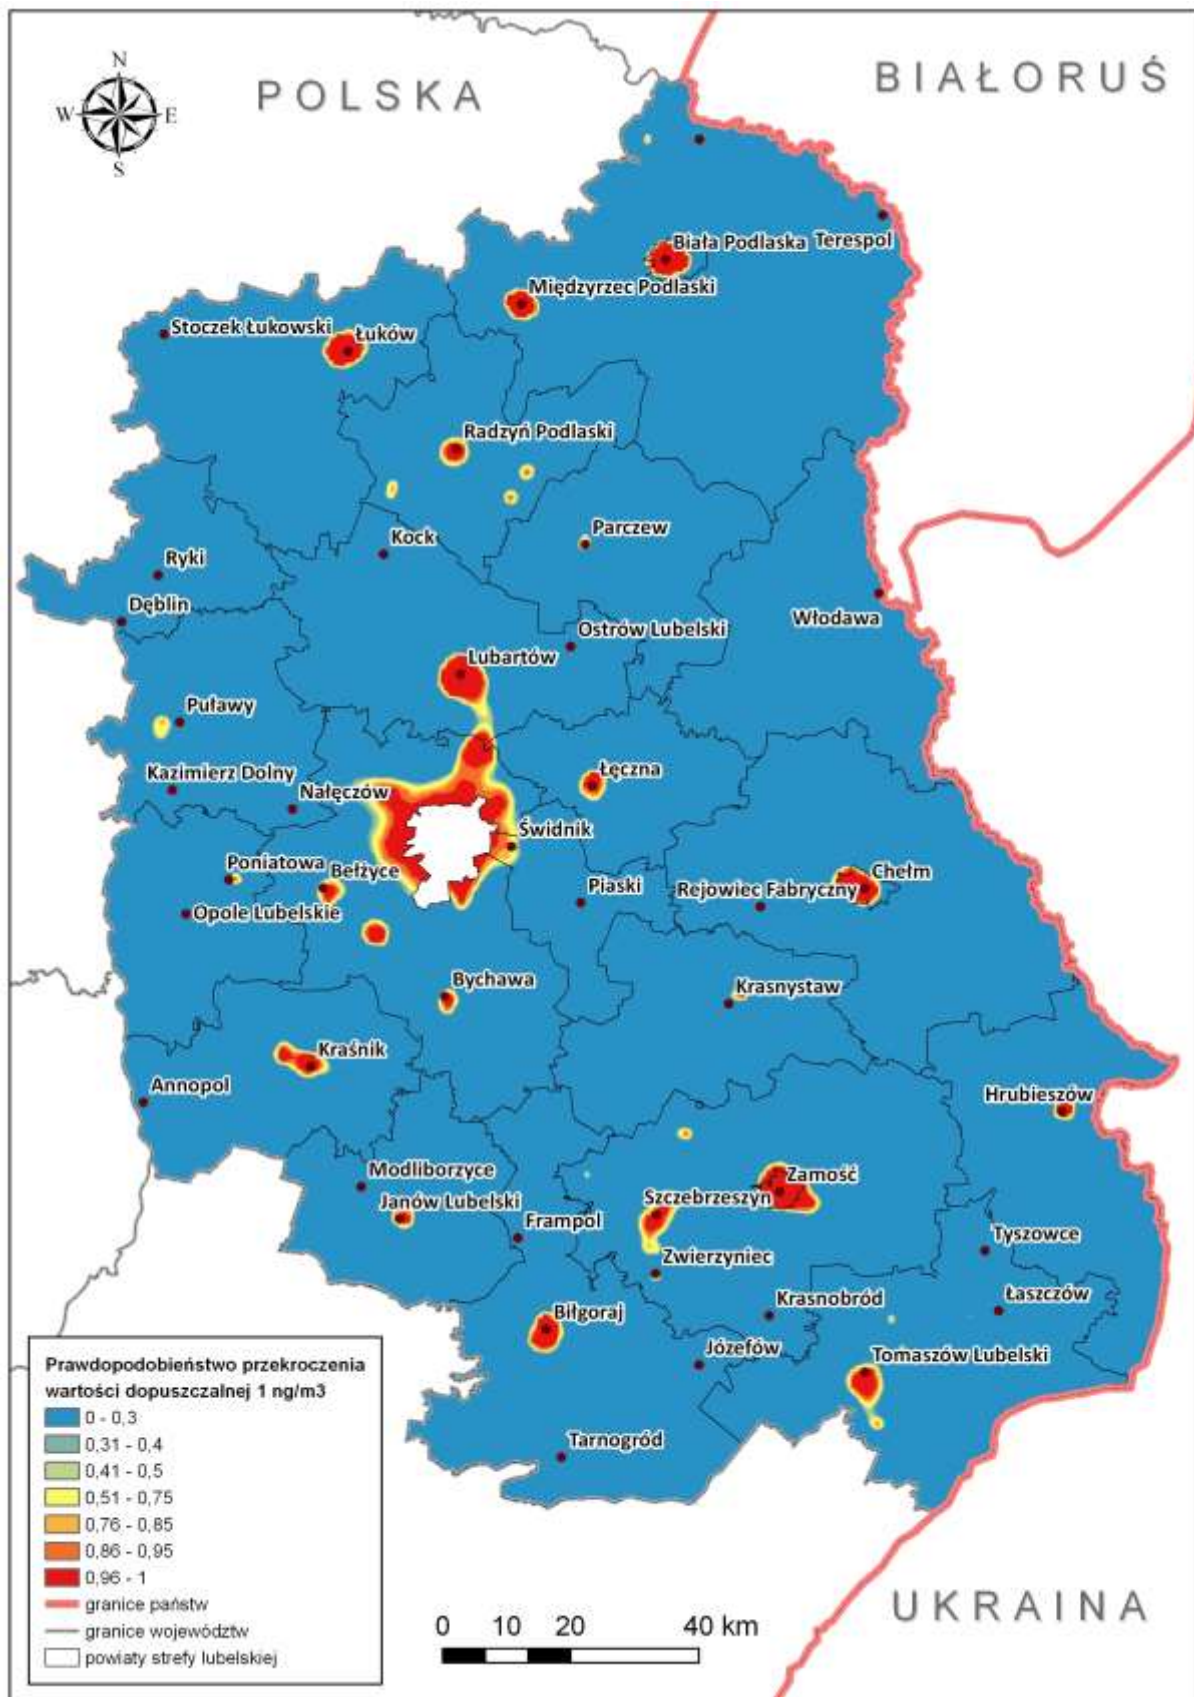 N
W E
S
POLSKA
BIAŁORUŚ
Biała Podlaska
Terespol
Międzyrzec Podlaski
Stoczek Łukowski
Łuków
Radzyń Podlaski
Kock
Parczew
Ryki
Dęblin
Włodawa
Ostrów Lubelski
Lubartów
Puławy
Kazimierz Dolny
Nałęczów
Łęczna
Świdnik
Poniatowa
Bełżyce
Opole Lubelskie
Piaski
Rejowiec Fabryczny
Chełm
Bychawa
Krasnystaw
Kraśnik
Annopol
Hrubieszów
Modliborzyce
Janów Lubelski
Frampol
Szczebrzeszyn
Zamość
Zwierzyniec
Tyszowce
Krasnobród
Łaszczów
Biłgoraj
Józefów
Tomaszów Lubelski
Tarnogród
UKRAINA
Prawdopodobieństwo przekroczenia
wartości dopuszczalnej 1 ng/m3
0 - 0,3
0,31 - 0,4
0,41 - 0,5
0,51 - 0,75
0,76 - 0,85
0,86 - 0,95
0,96 - 1
granice państw
granice województw
powiaty strefy lubelskiej
0 10 20 40 km